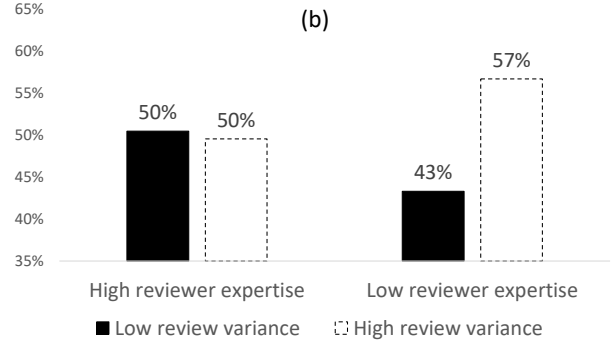 (b)
65%
60%
55%
50%
45%
40%
35%
50%
50%
43%
57%
High reviewer expertise
Low reviewer expertise
Low review variance
High review variance